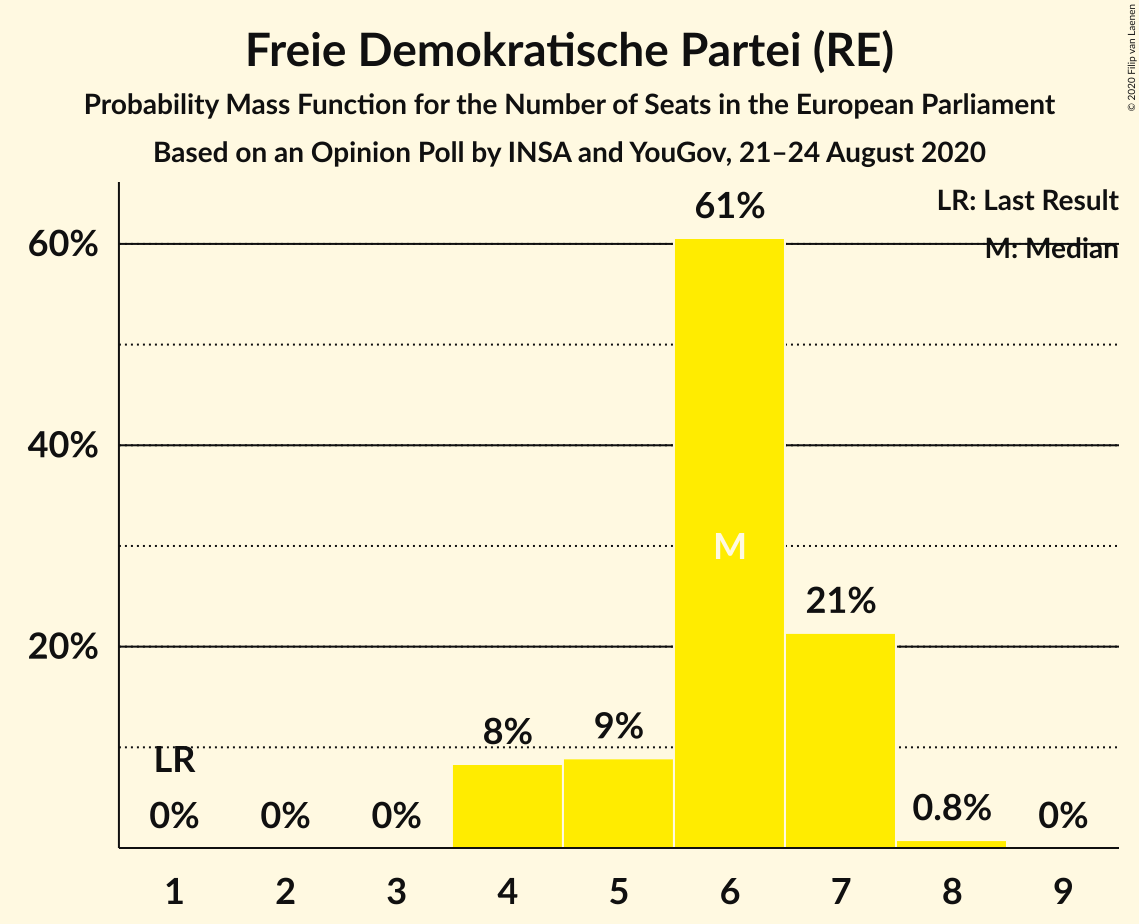 Freie Demokratische Partei (RE)
Probability Mass Function for the Number of Seats in the European Parliament
Based on an Opinion Poll by INSA and YouGov, 21–24 August 2020
© 2020 Filip van Laenen
LR: Last Result
M: Median
61%
60%
40%
M
21%
20%
8%
9%
LR
0%
0%
0%
0.8%
0%
1 2 3 4 5 6 7 8 9